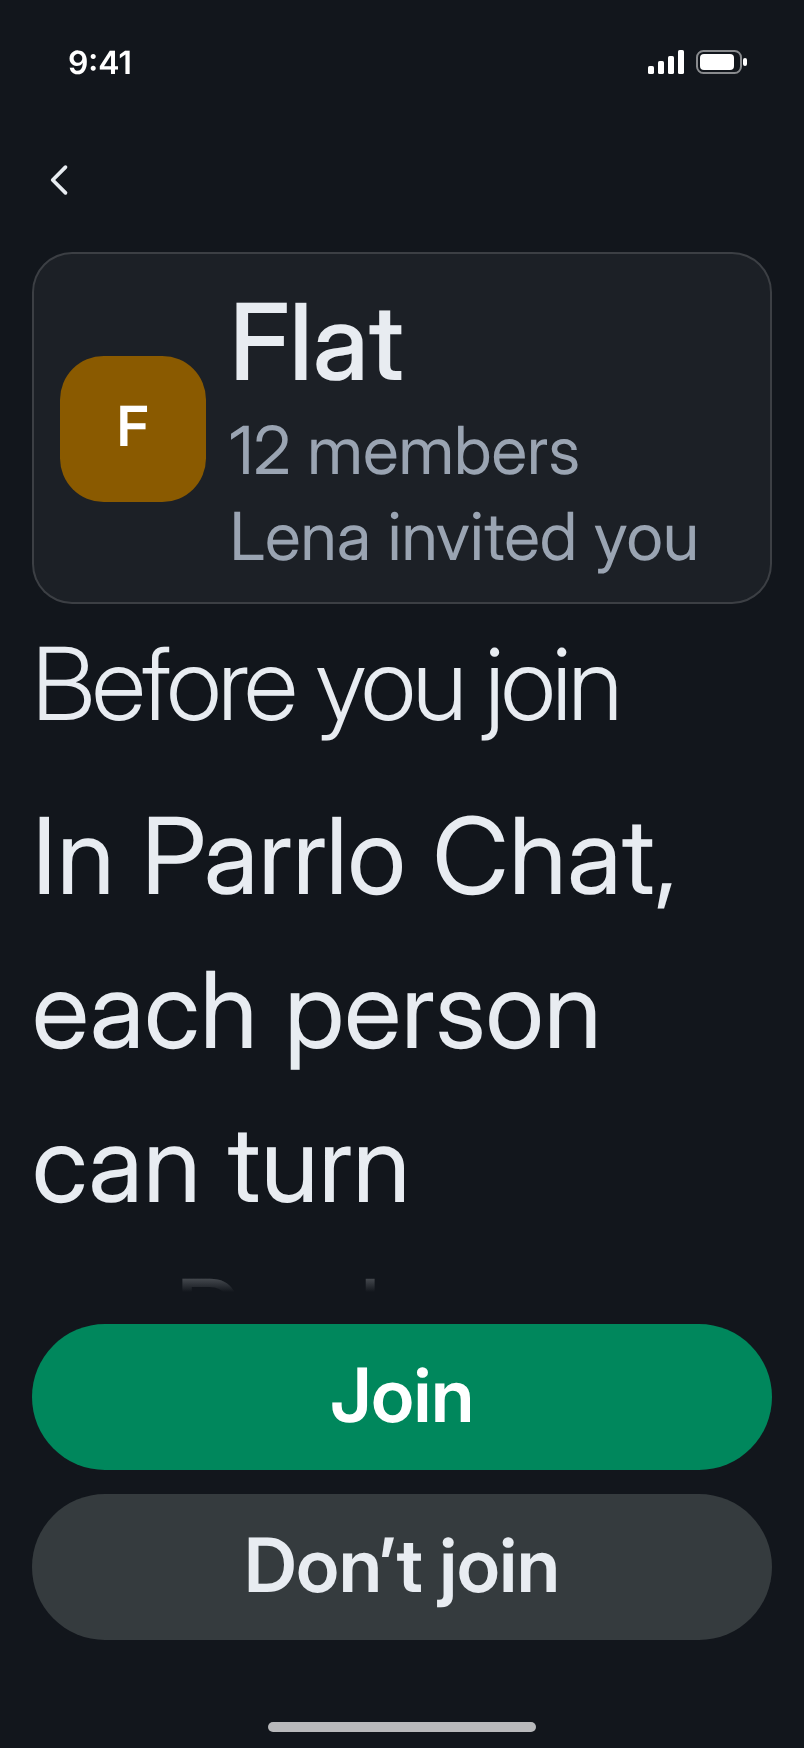 9:41
F
Flat
12 members
Lena invited you
Before you join
In Parrlo Chat,
each person
can turn
Join
Don’t join